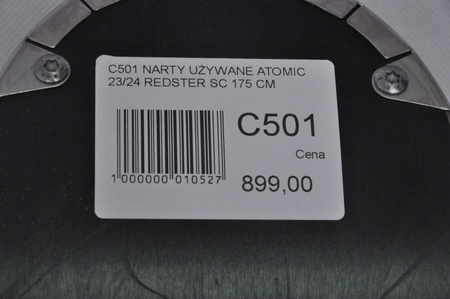 C501 NARTY UŻYWANE ATOMIC
23/24 REDSTER SC 175 CM
C501
Cena
1 000000 010527
899,00